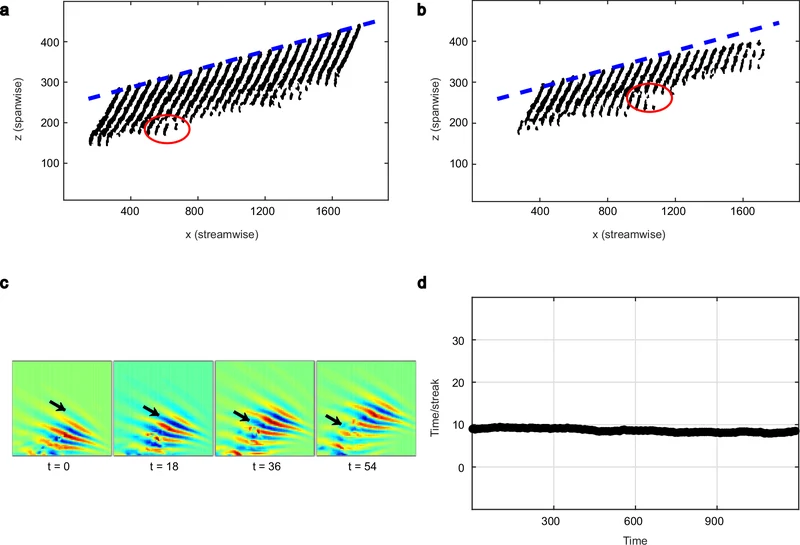 a
z (spanwise)
400
300
200
100
400
800
1200
1600
x (streamwise)
b
z (spanwise)
400
300
200
100
400
800
1200
1600
x (streamwise)
c
t = 0
t = 18
t = 36
t = 54
d
Time/streak
30
20
10
0
300
600
900
Time